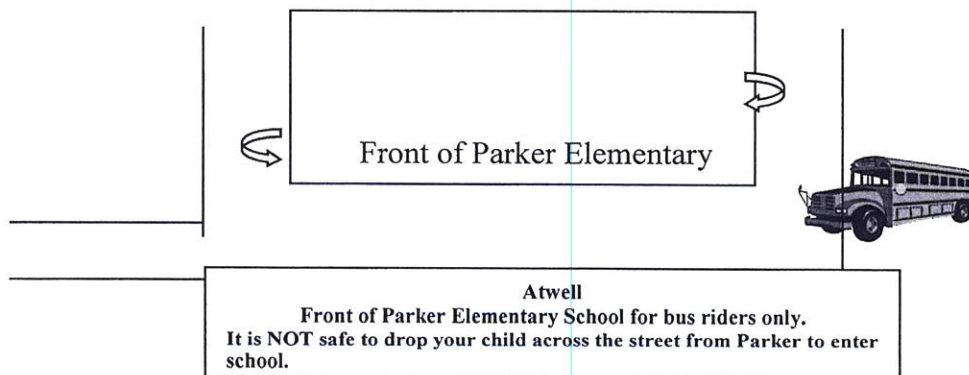 Front of Parker Elementary
Atwell
Front of Parker Elementary School for bus riders only.
It is NOT safe to drop your child across the street from Parker to enter
school.